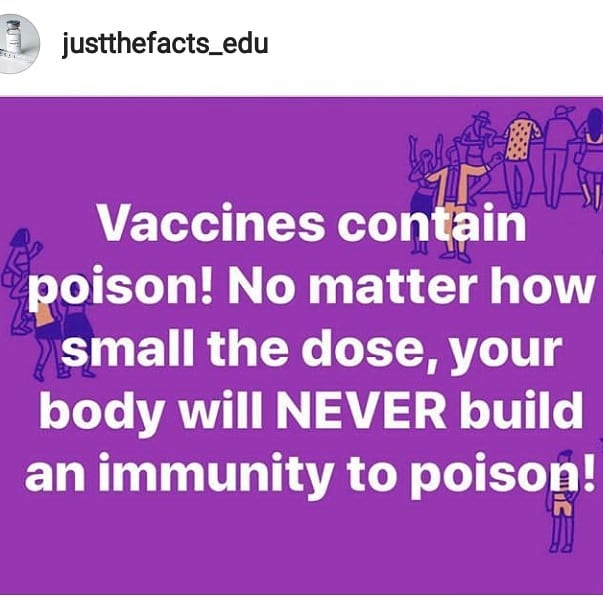 justthefacts_edu
Vaccines contain
poison! No matter how
small the dose, your
body will NEVER build
an immunity to poison!